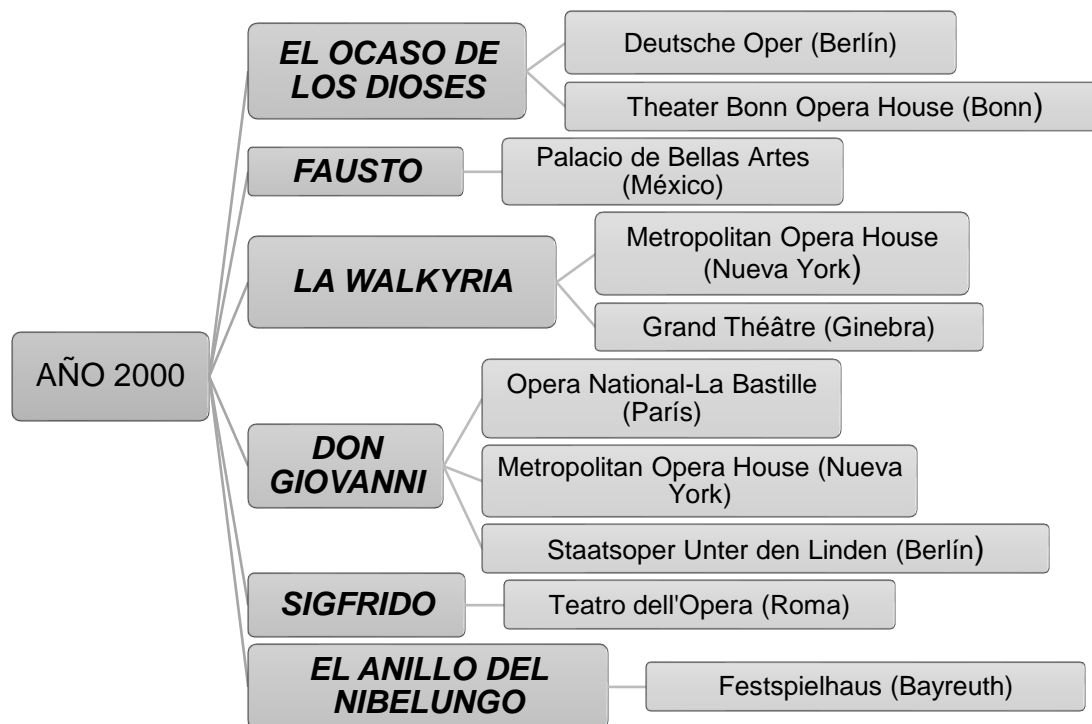 AÑO 2000
EL OCASO DE
LOS DIOSES
Deutsche Oper (Berlín)
Theater Bonn Opera House (Bonn)
FAUSTO
Palacio de Bellas Artes
(México)
LA WALKYRIA
Metropolitan Opera House
(Nueva York)
Grand Théâtre (Ginebra)
DON
GIOVANNI
Opera National-La Bastille
(París)
Metropolitan Opera House (Nueva
York)
Staatsoper Unter den Linden (Berlín)
SIGFRIDO
Teatro dell'Opera (Roma)
EL ANILLO DEL
NIBELUNGO
Festspielhaus (Bayreuth)